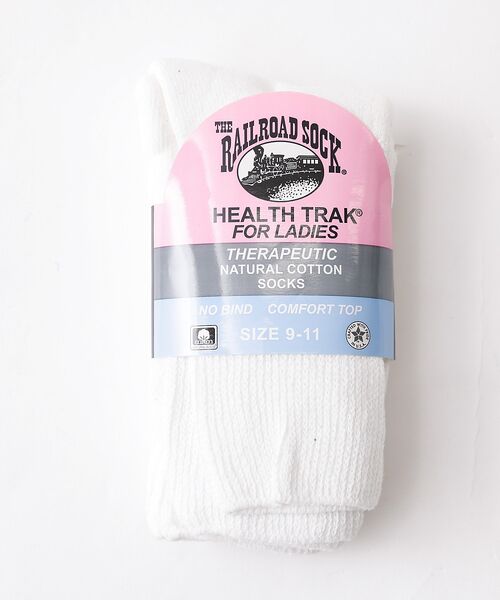 THE
RAILROAD SOCK®
HEALTH TRAK®
FOR LADIES
THERAPEUTIC
NATURAL COTTON
SOCKS
NO BIND COMFORT TOP
SIZE 9-11